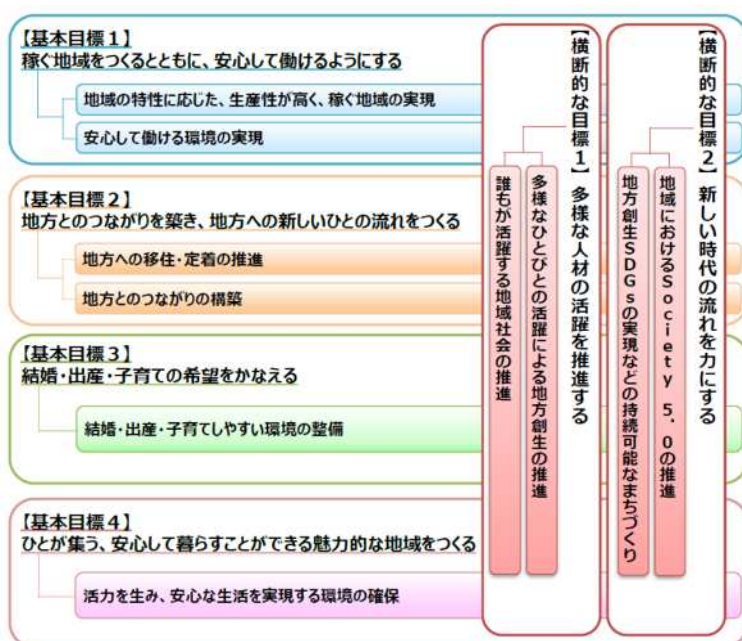 【基本目標1】
稼ぐ地域をつくるとともに、安心して働けるようにする
地域の特性に応じた、生産性が高く、稼ぐ地域の実現
安心して働ける環境の実現
【基本目標2】
地方とのつながりを築き、地方への新しいひとの流れをつくる
地方への移住・定着の推進
地方とのつながりの構築
【基本目標3】
結婚・出産・子育ての希望をかなえる
結婚・出産・子育てしやすい環境の整備
【基本目標4】
ひとが集う、安心して暮らすことができる魅力的な地域をつくる
活力を生み、安心な生活を実現する環境の確保
【横断的な目標1】多様な人材の活躍を推進する
多様なひとびとの活躍による地方創生の推進
誰もが活躍する地域社会の推進
【横断的な目標2】新しい時代の流れを力にする
地域におけるSociety 5.0の推進
地方創生SDGsの実現などの持続可能なまちづくり